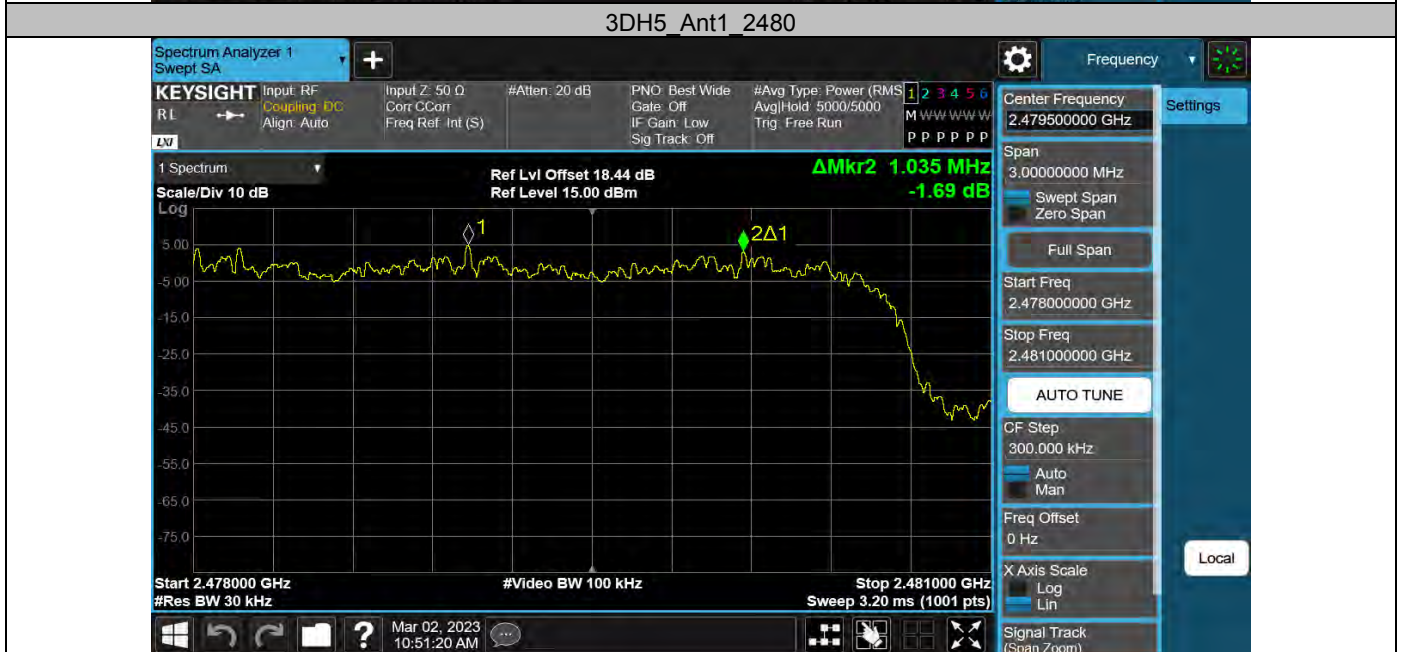 3DH5_Ant1_2480
Spectrum Analyzer 1
Swept SA
Frequency
KEYSIGHT
RL
LXI
Input: RF
Coupling: DC
Align: Auto
Input Z: 50 Ω
Corr CCorr
Freq Ref: Int (S)
#Atten: 20 dB
PNO: Best Wide
Gate: Off
IF Gain: Low
Sig Track: Off
#Avg Type: Power (RMS
Avg|Hold: 5000/5000
Trig: Free Run
1 2 3 4 5 6
M W W W W W
P P P P P P
1 Spectrum
Scale/Div 10 dB
Ref Lvl Offset 18.44 dB
Ref Level 15.00 dBm
ΔMkr2 1.035 MHz
-1.69 dB
Log
1
2Δ1
5.00
-5.00
-15.0
-25.0
-35.0
-45.0
-55.0
-65.0
-75.0
Start 2.478000 GHz
#Video BW 100 kHz
Stop 2.481000 GHz
#Res BW 30 kHz
Sweep 3.20 ms (1001 pts)
Mar 02, 2023
10:51:20 AM
Center Frequency
2.479500000 GHz
Settings
Span
3.00000000 MHz
Swept Span
Zero Span
Full Span
Start Freq
2.478000000 GHz
Stop Freq
2.481000000 GHz
AUTO TUNE
CF Step
300.000 kHz
Auto
Man
Freq Offset
0 Hz
Local
X Axis Scale
Log
Lin
Signal Track
(Span Zoom)